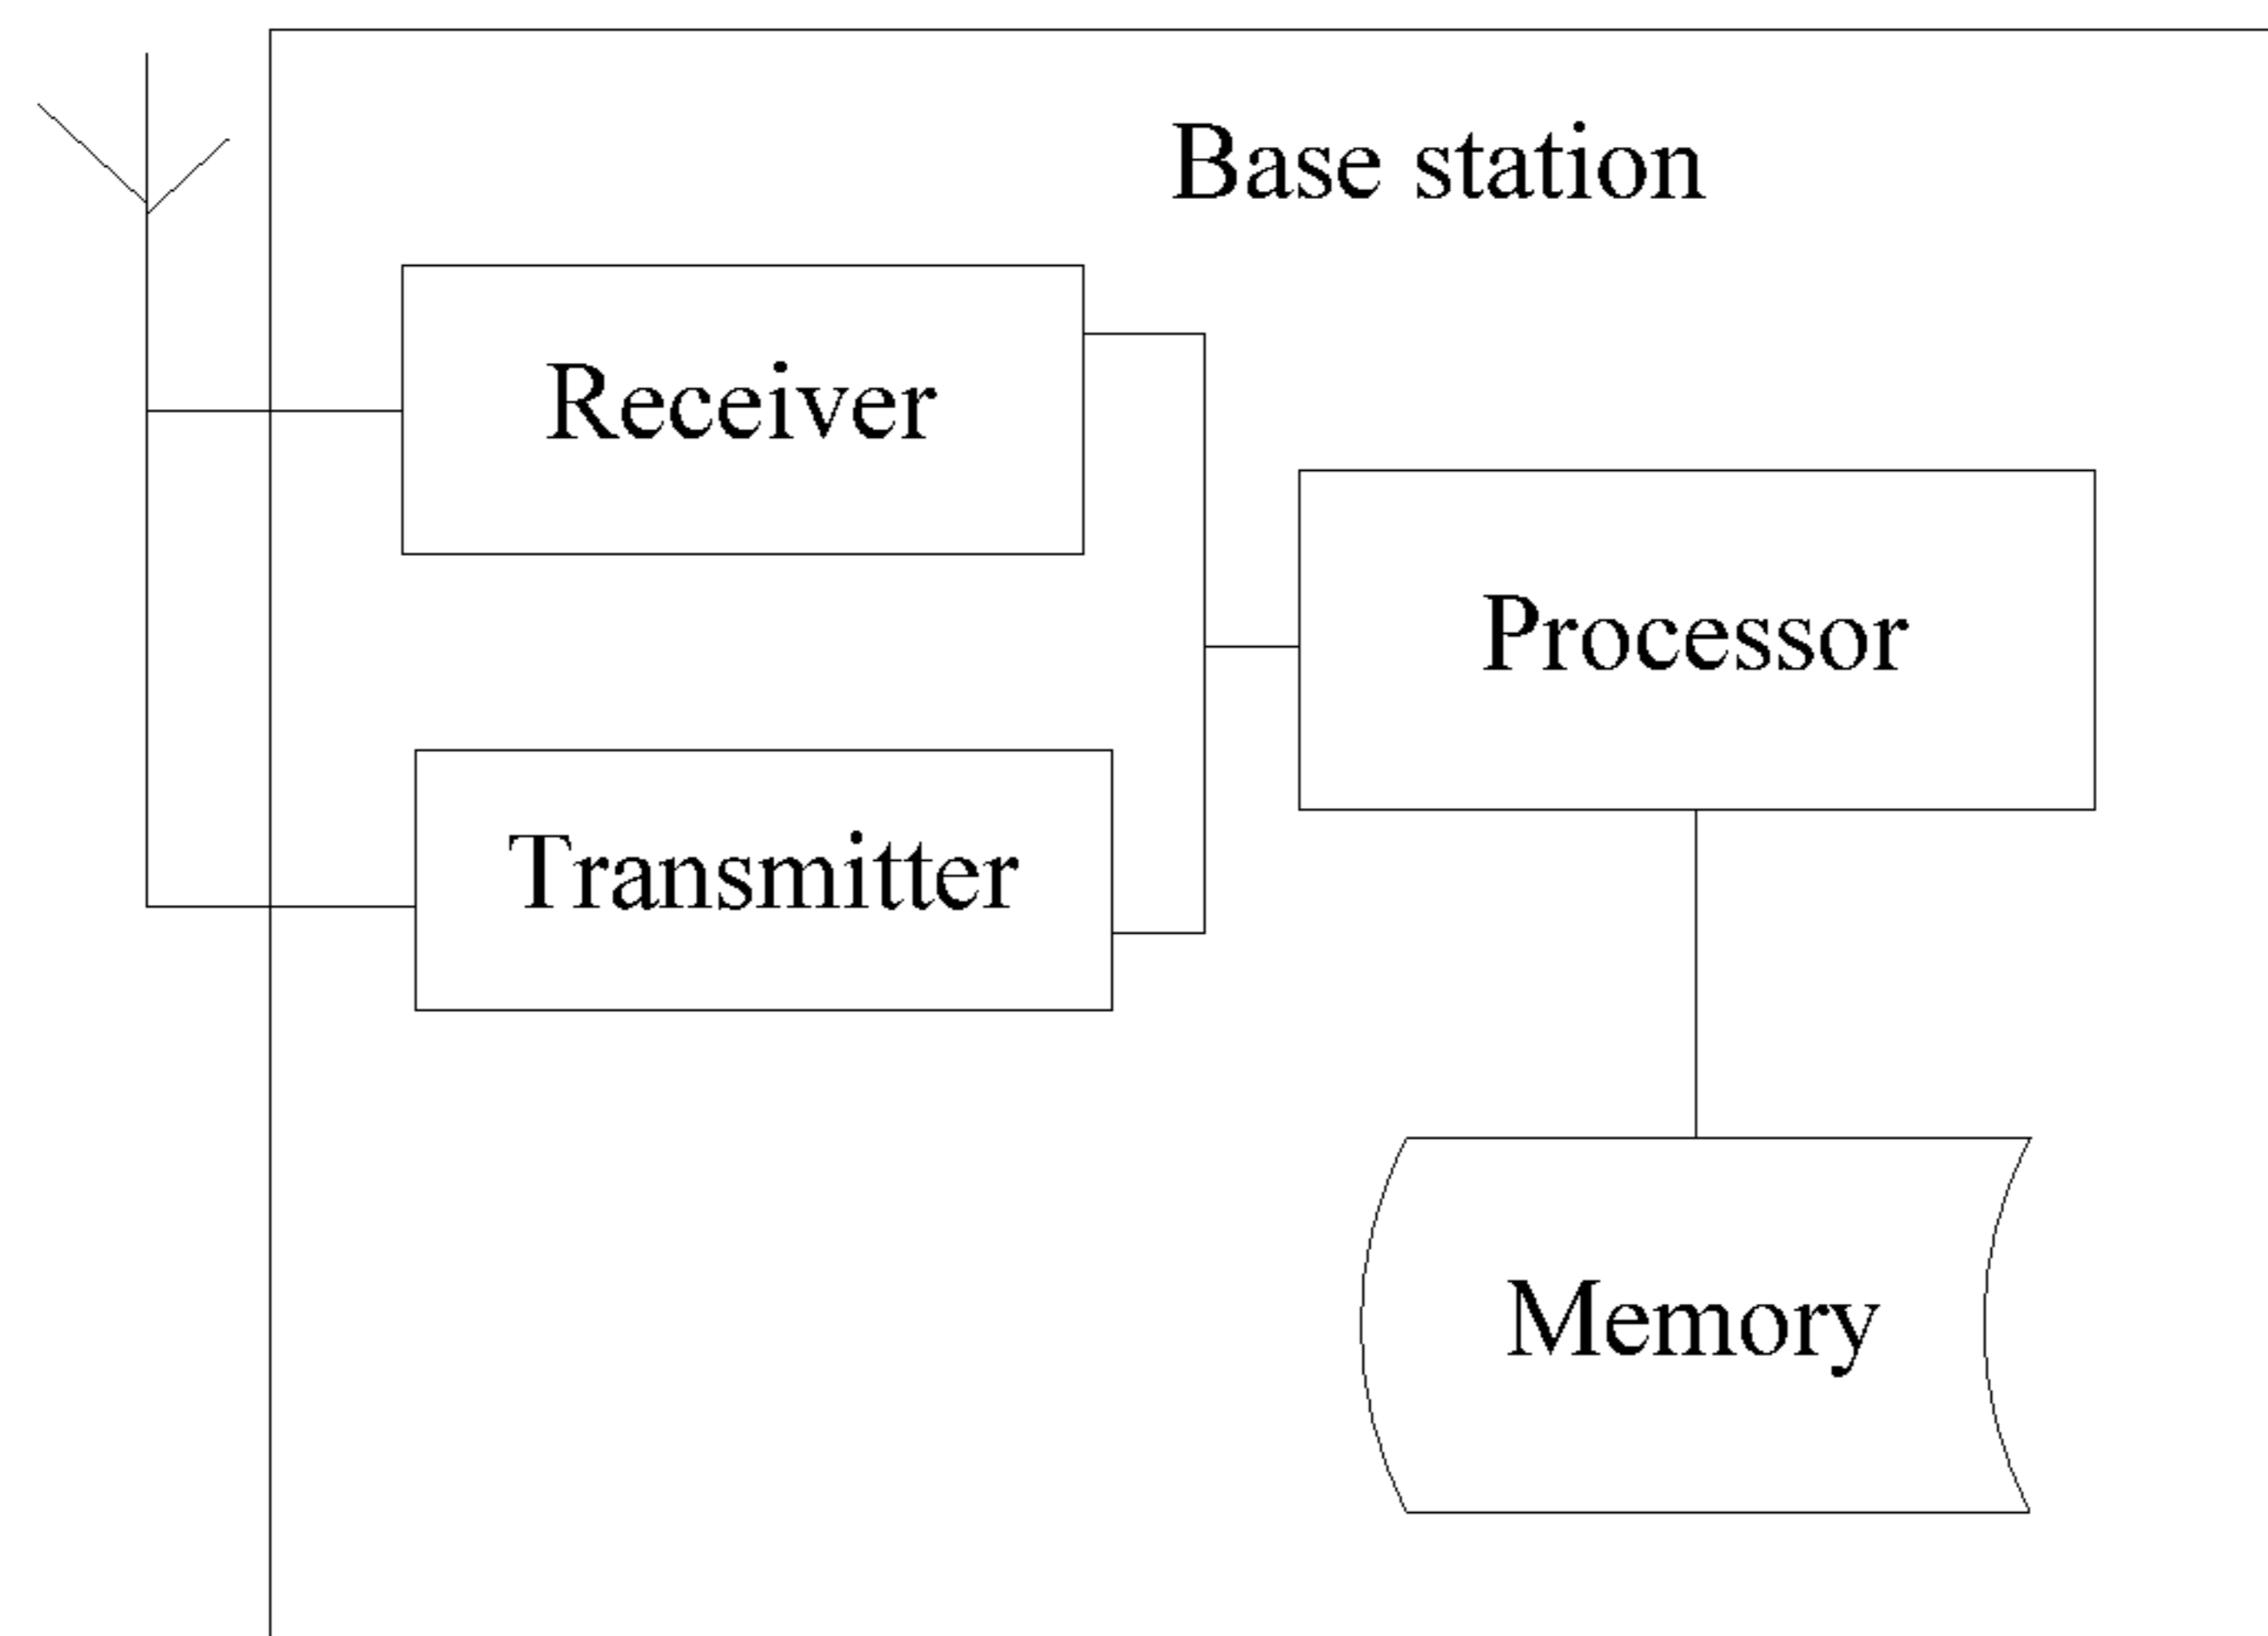 Base station
Receiver
Processor
Transmitter
Memory